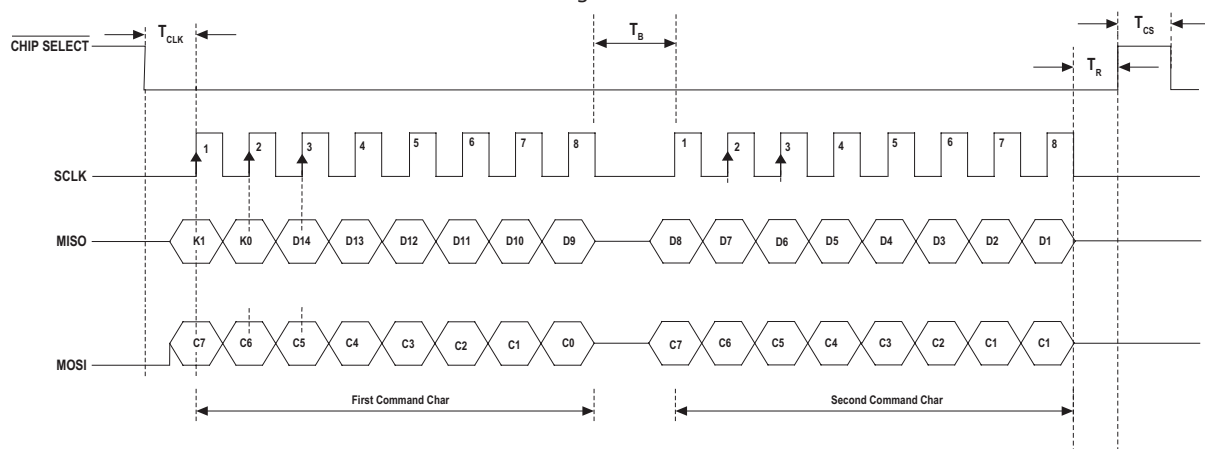 T_CLK T_B T_CS
CHIP SELECT
T_R
1 2 3 4 5 6 7 8 1 2 3 4 5 6 7 8
SCLK
MISO K1 K0 D14 D13 D12 D11 D10 D9 D8 D7 D6 D5 D4 D3 D2 D1
C7 C6 C5 C4 C3 C2 C1 C0 C7 C6 C5 C4 C3 C2 C1 C1
MOSI
First Command Char Second Command Char